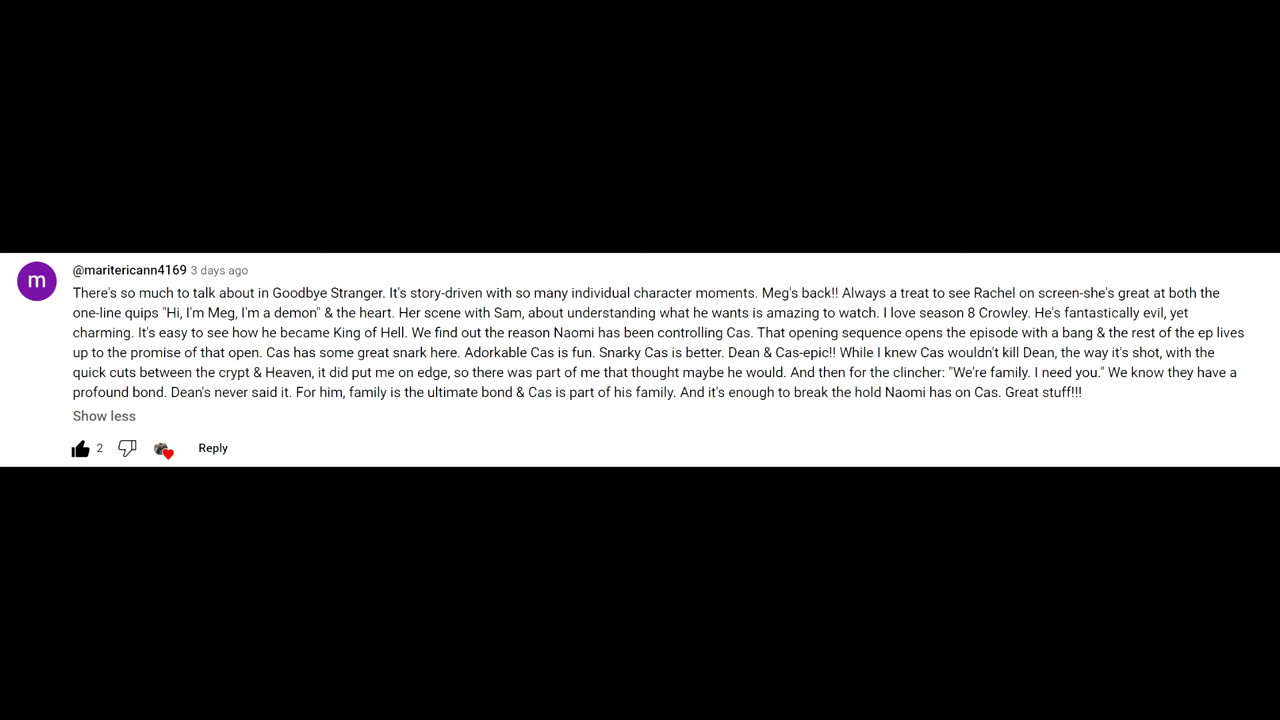 m
@maritericann4169 3 days ago
There's so much to talk about in Goodbye Stranger. It's story-driven with so many individual character moments. Meg's back!! Always a treat to see Rachel on screen-she's great at both the
one-line quips "Hi, I'm Meg, I'm a demon" & the heart. Her scene with Sam, about understanding what he wants is amazing to watch. I love season 8 Crowley. He's fantastically evil, yet
charming. It's easy to see how he became King of Hell. We find out the reason Naomi has been controlling Cas. That opening sequence opens the episode with a bang & the rest of the ep lives
up to the promise of that open. Cas has some great snark here. Adorkable Cas is fun. Snarky Cas is better. Dean & Cas-epic!! While I knew Cas wouldn't kill Dean, the way it's shot, with the
quick cuts between the crypt & Heaven, it did put me on edge, so there was part of me that thought maybe he would. And then for the clincher: "We're family. I need you." We know they have a
profound bond. Dean's never said it. For him, family is the ultimate bond & Cas is part of his family. And it's enough to break the hold Naomi has on Cas. Great stuff!!!
Show less
2 Reply